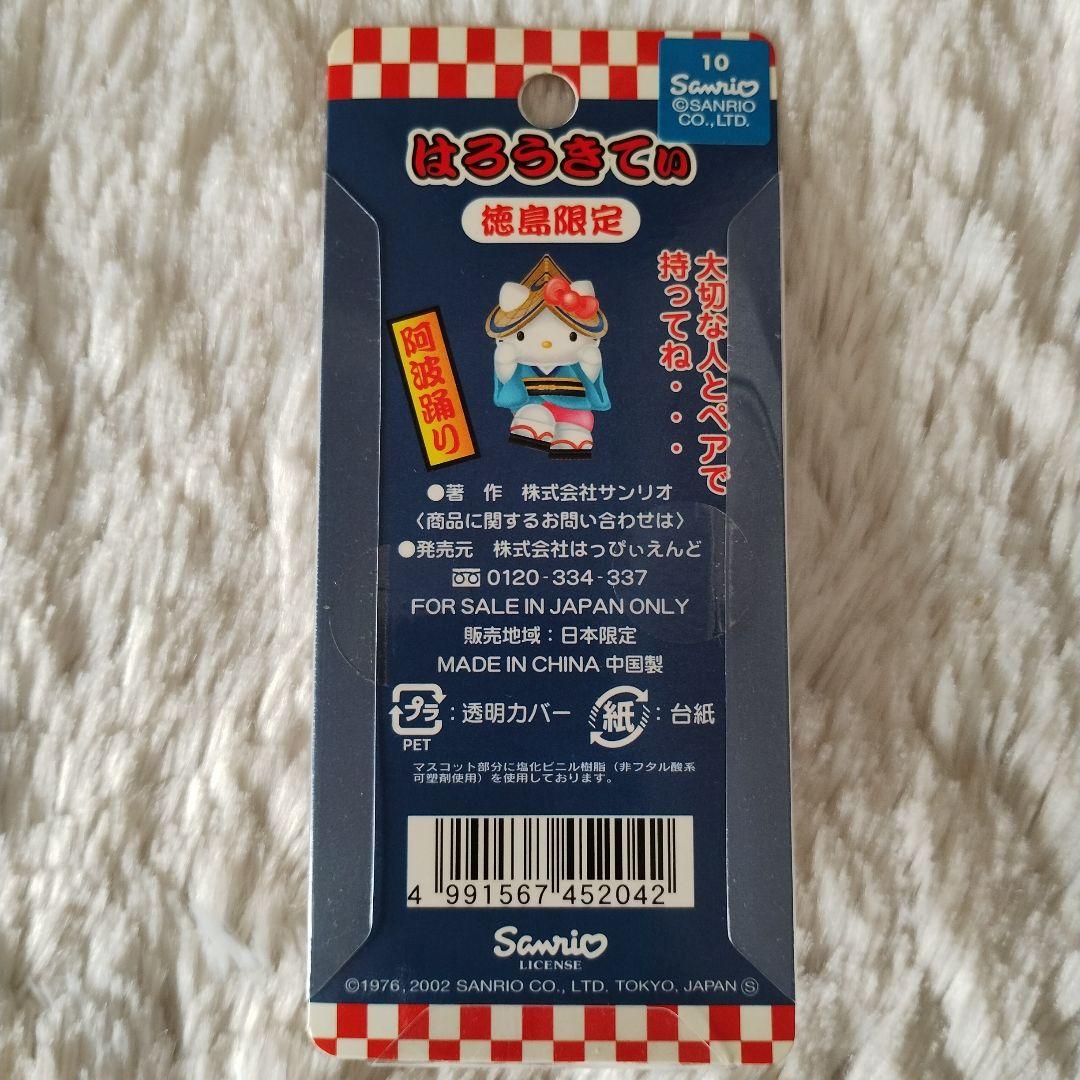 10
Sanrio
©SANRIO
CO.,LTD.
はろうきてぃ
徳島限定
大切な人とペアで
持ってね・・・
阿波踊り
●著 作 株式会社サンリオ
〈商品に関するお問い合わせは〉
●発売元 株式会社はっぴぃえんど
0120-334-337
FOR SALE IN JAPAN ONLY
販売地域：日本限定
MADE IN CHINA 中国製
プラ：透明カバー
PET
紙：台紙
マスコット部分に塩化ビニル樹脂（非フタル酸系
可塑剤使用）を使用しております。
4 991567 452042
Sanrio
LICENSE
©1976,2002 SANRIO CO., LTD. TOKYO, JAPAN Ⓢ